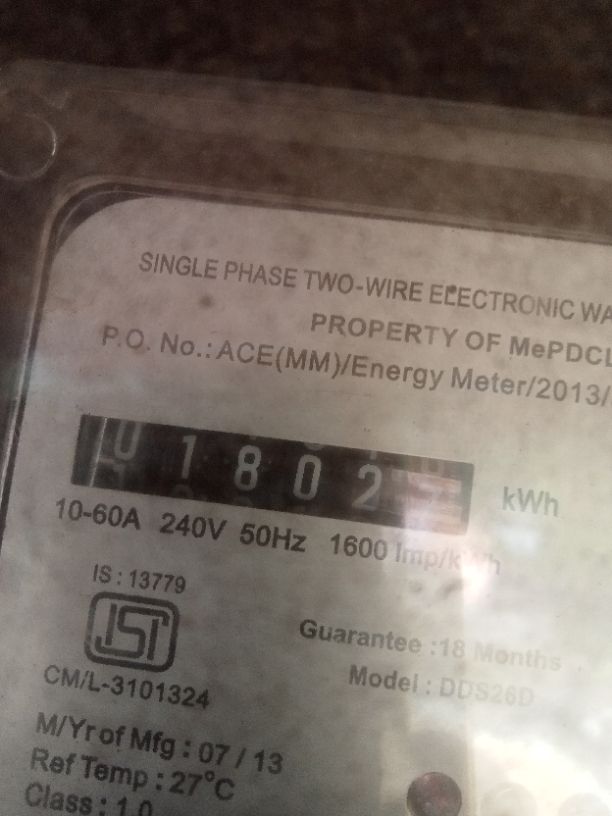 SINGLE PHASE TWO-WIRE ELECTRONIC WA
PROPERTY OF MePDCL
P.O. No.: ACE(MM)/Energy Meter/2013/
01802 kWh
10-60A 240V 50Hz 1600 Imp/kWh
IS : 13779
ISI
CM/L-3101324
Guarantee : 18 Months
Model : DDS26D
M/Yr of Mfg : 07 / 13
Ref Temp : 27°C
Class : 1.0